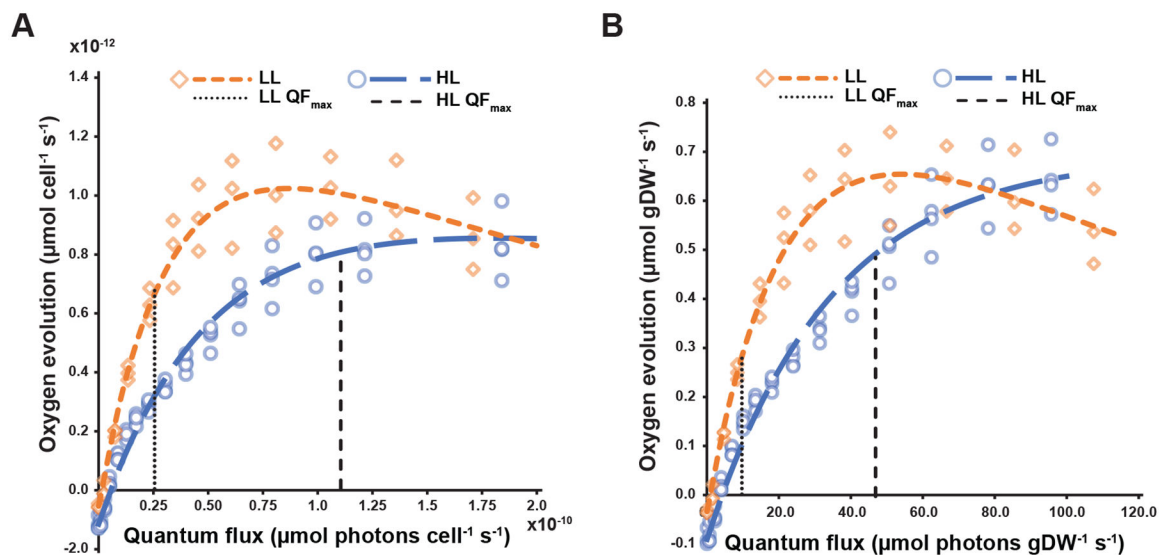 A
x10⁻¹²
Oxygen evolution (µmol cell⁻¹ s⁻¹)
1.4
1.2
1.0
0.8
0.6
0.4
0.2
0.0
-2.0
LL
HL
LL QFmax
HL QFmax
0.25
0.50
0.75
1.0
1.25
1.5
1.75
2.0
x10⁻¹⁰
Quantum flux (µmol photons cell⁻¹ s⁻¹)
B
Oxygen evolution (µmol gDW⁻¹ s⁻¹)
0.8
0.7
0.6
0.5
0.4
0.3
0.2
0.1
0.0
-0.1
LL
HL
LL QFmax
HL QFmax
20.0
40.0
60.0
80.0
100.0
120.0
Quantum flux (µmol photons gDW⁻¹ s⁻¹)